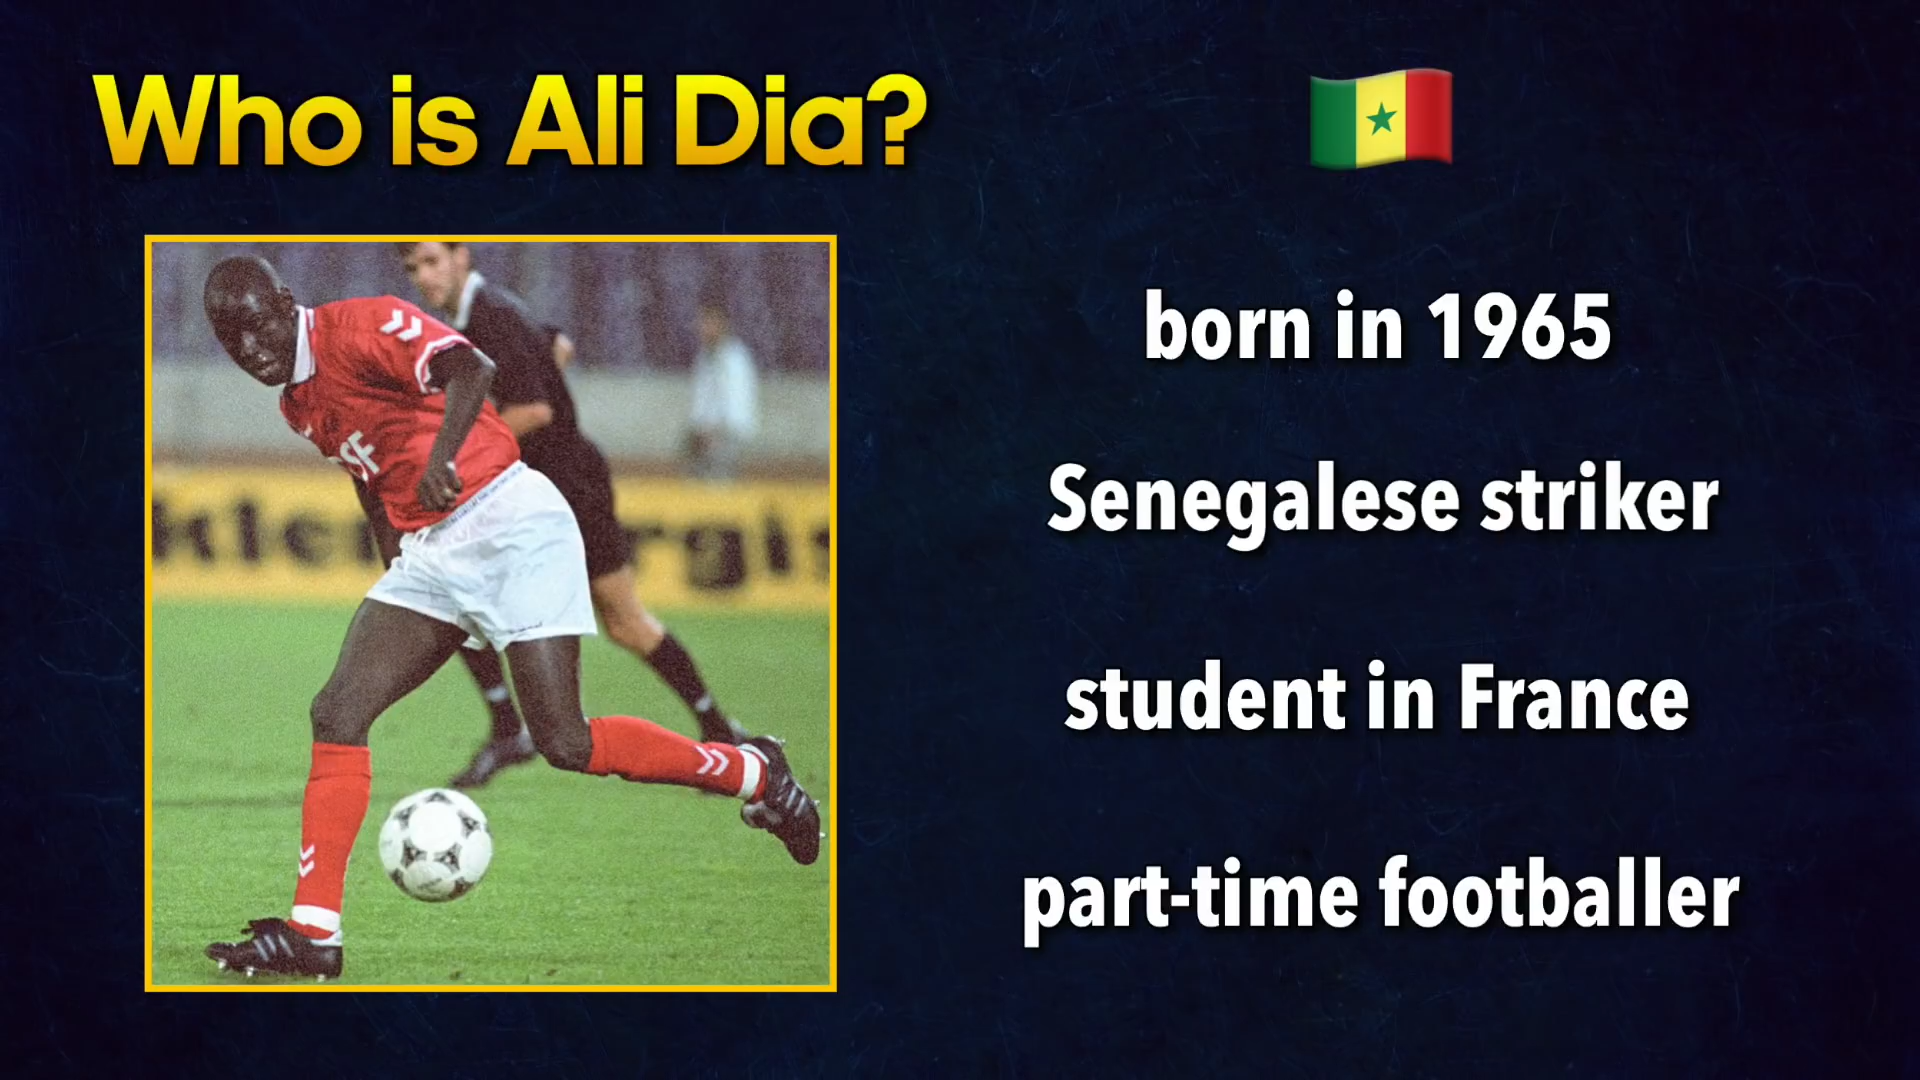 Who is Ali Dia?
born in 1965
Senegalese striker
student in France
part-time footballer